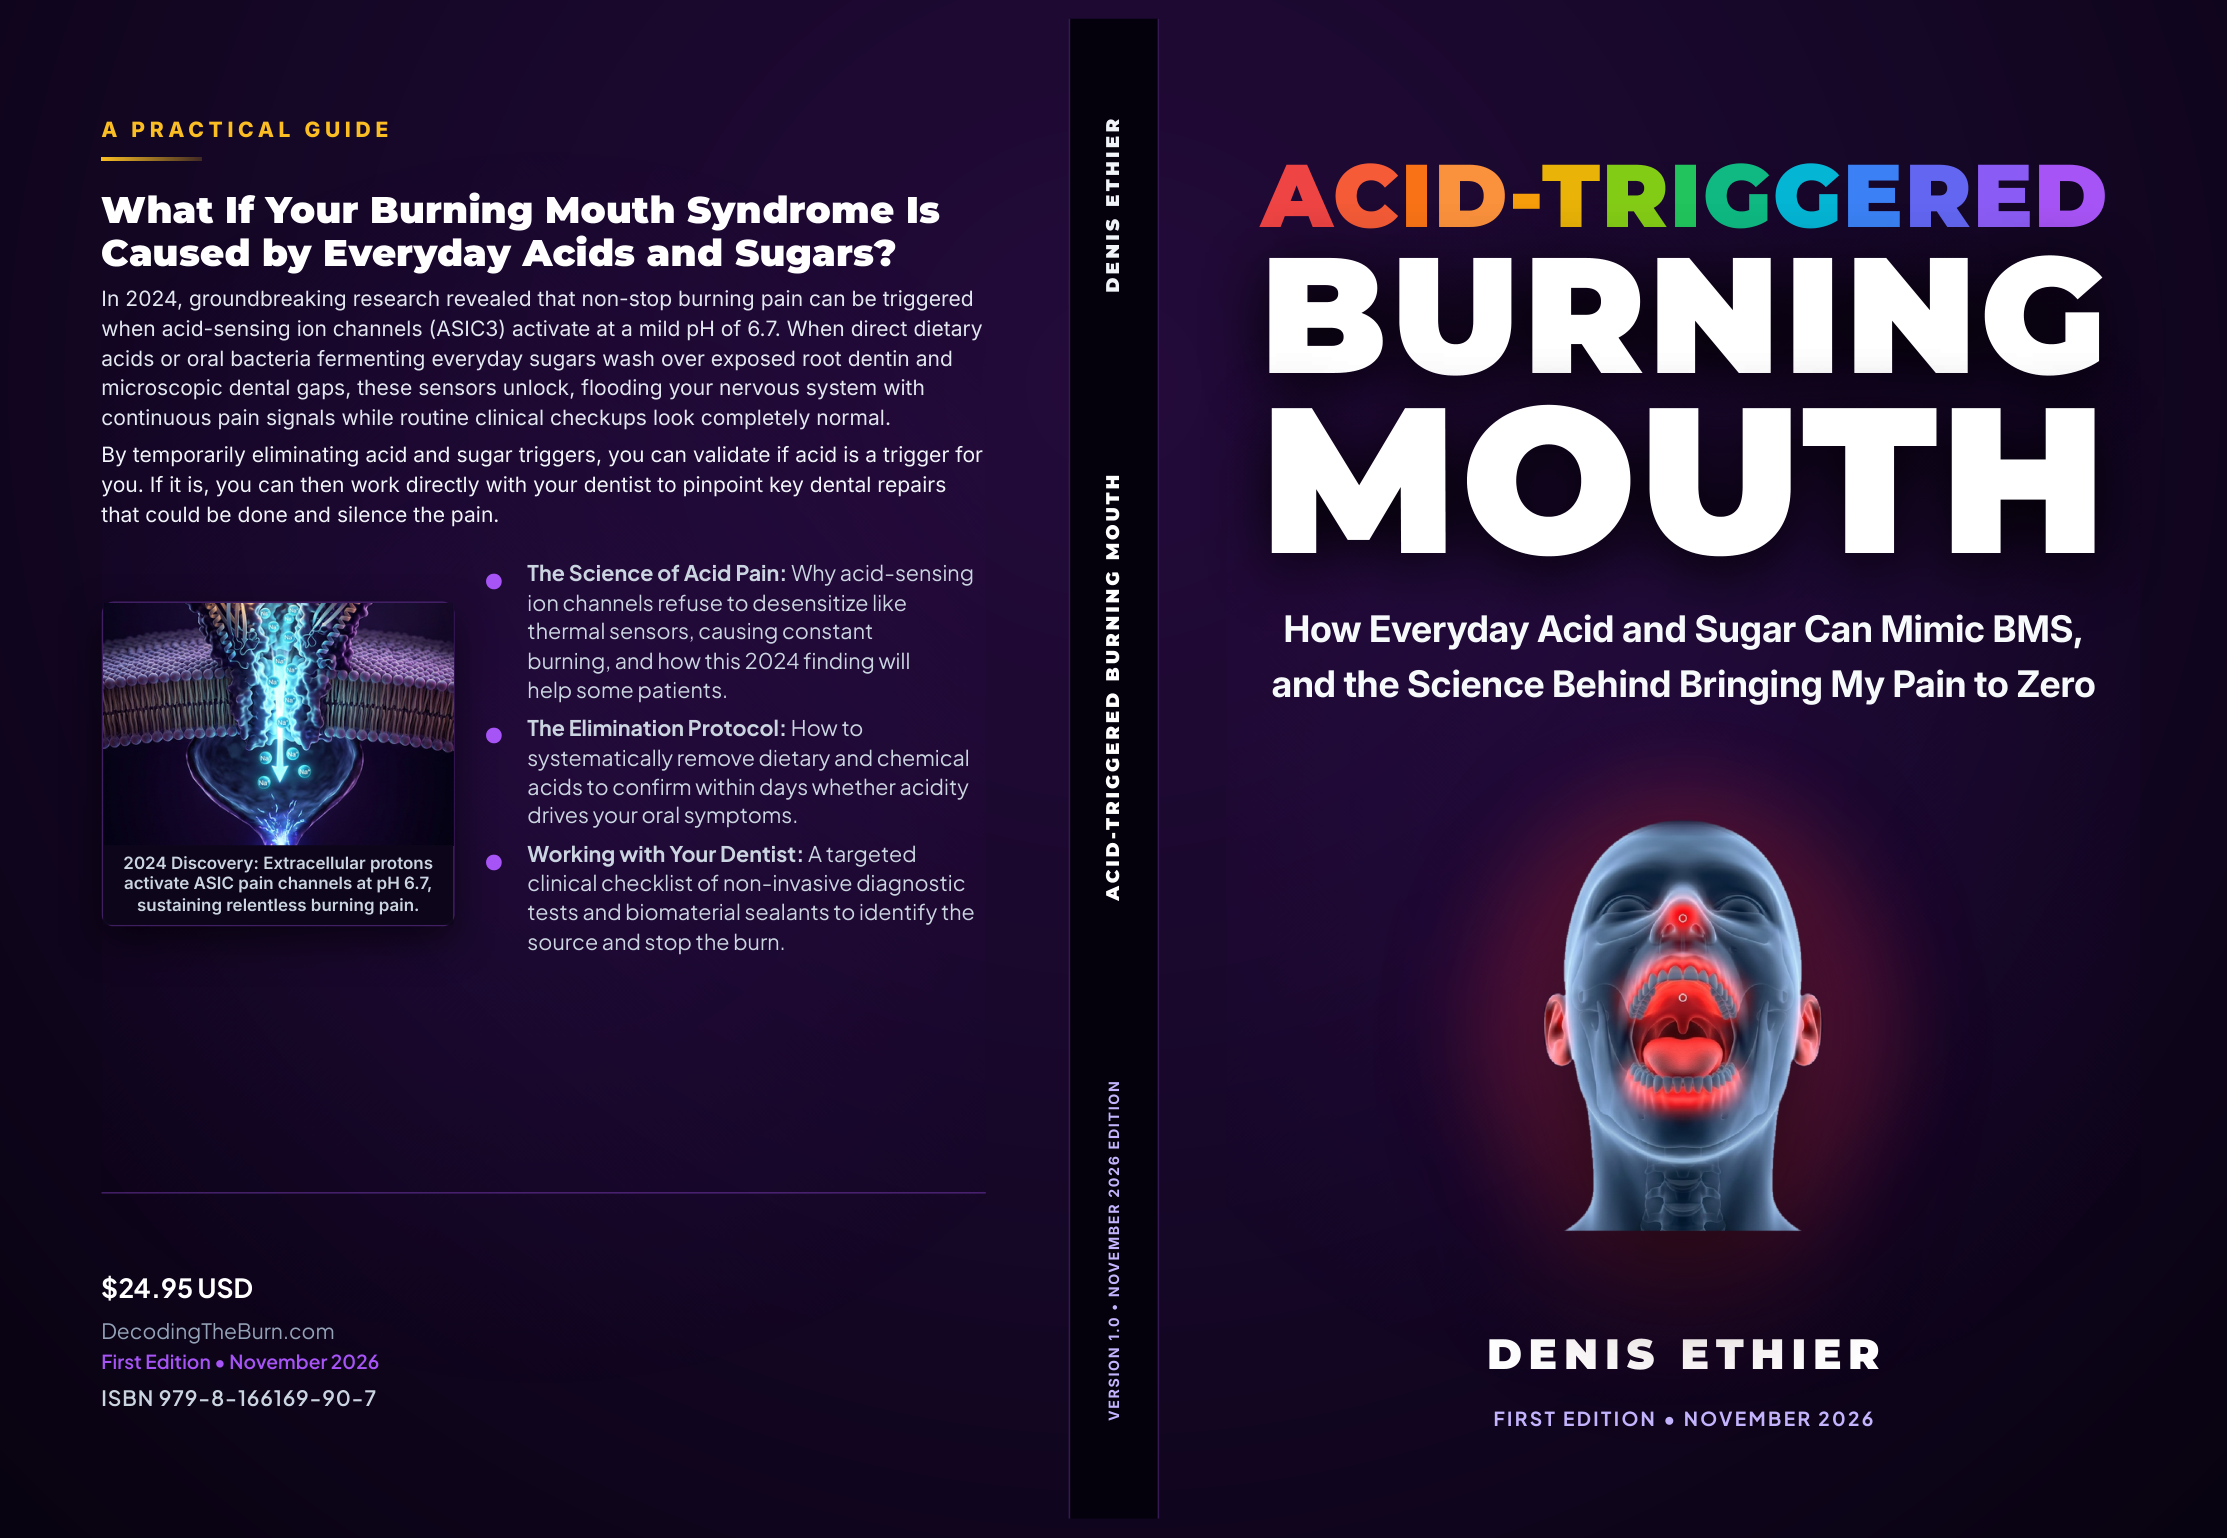 A PRACTICAL GUIDE
What If Your Burning Mouth Syndrome Is
Caused by Everyday Acids and Sugars?
In 2024, groundbreaking research revealed that non-stop burning pain can be triggered
when acid-sensing ion channels (ASIC3) activate at a mild pH of 6.7. When direct dietary
acids or oral bacteria fermenting everyday sugars wash over exposed root dentin and
microscopic dental gaps, these sensors unlock, flooding your nervous system with
continuous pain signals while routine clinical checkups look completely normal.
By temporarily eliminating acid and sugar triggers, you can validate if acid is a trigger for
you. If it is, you can then work directly with your dentist to pinpoint key dental repairs
that could be done and silence the pain.
2024 Discovery: Extracellular protons
activate ASIC pain channels at pH 6.7,
sustaining relentless burning pain.
● The Science of Acid Pain: Why acid-sensing
ion channels refuse to desensitize like
thermal sensors, causing constant
burning, and how this 2024 finding will
help some patients.
● The Elimination Protocol: How to
systematically remove dietary and chemical
acids to confirm within days whether acidity
drives your oral symptoms.
● Working with Your Dentist: A targeted
clinical checklist of non-invasive diagnostic
tests and biomaterial sealants to identify the
source and stop the burn.
$24.95 USD
DecodingTheBurn.com
First Edition • November 2026
ISBN 979-8-166169-90-7
DENIS ETHIER
ACID-TRIGGERED BURNING MOUTH
VERSION 1.0 • NOVEMBER 2026 EDITION
ACID-TRIGGERED
BURNING
MOUTH
How Everyday Acid and Sugar Can Mimic BMS,
and the Science Behind Bringing My Pain to Zero
DENIS ETHIER
FIRST EDITION • NOVEMBER 2026